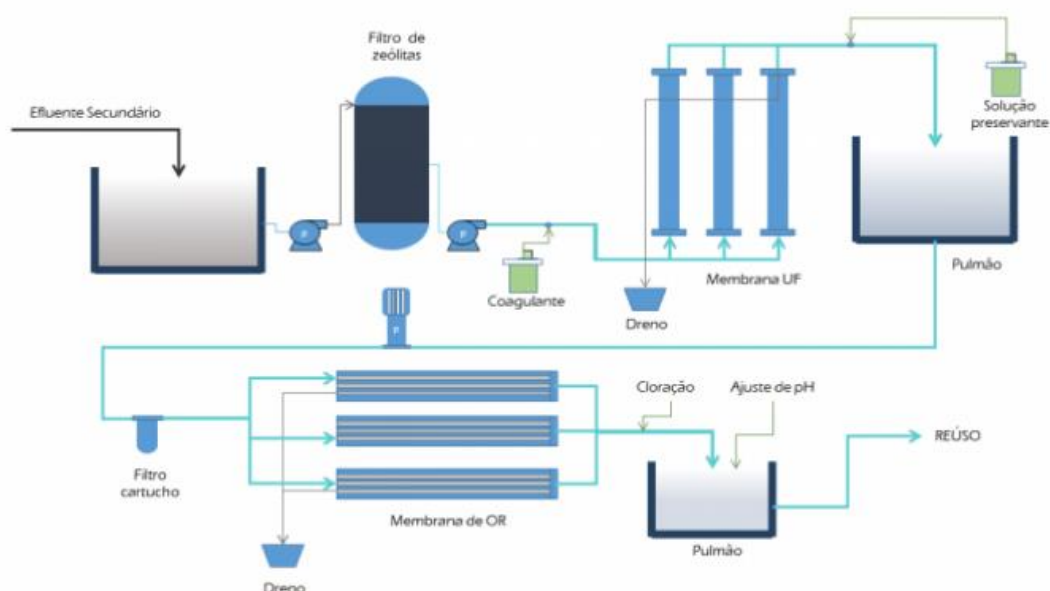 Filtro de
zeólitas
Efluente Secundário
Solução
preservante
P
P
Coagulante
Membrana UF
Dreno
Pulmão
P
Cloração
Ajuste de pH
REÚSO
Filtro
cartucho
Membrana de OR
Pulmão
Dreno